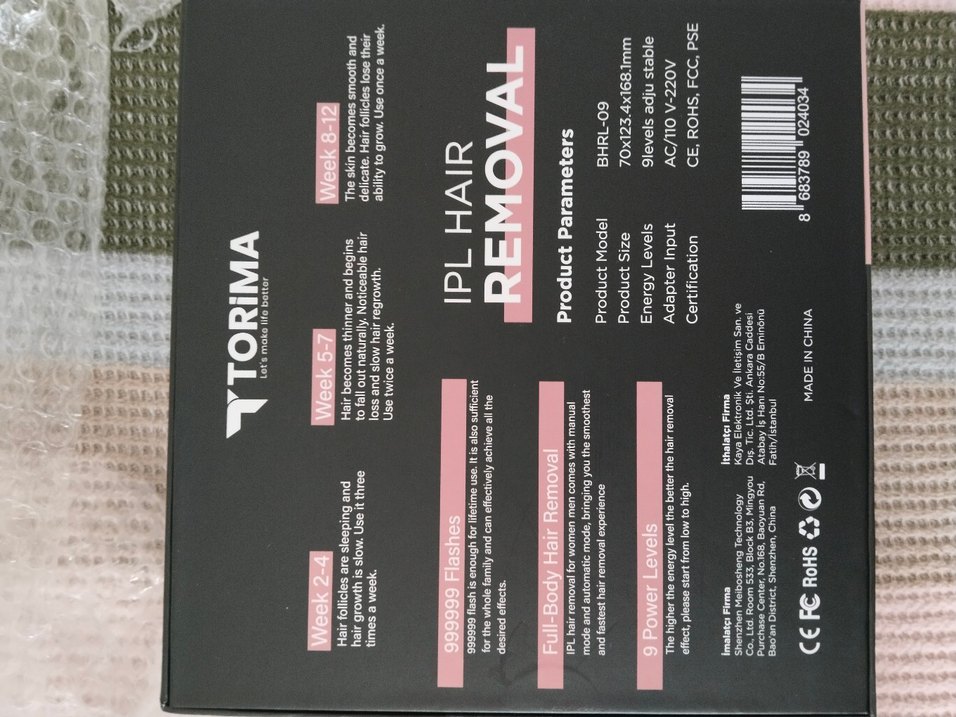 TORiMA
Let's make life better
Week 2-4
Hair follicles are sleeping and
hair growth is slow. Use it three
times a week.
Week 5-7
Hair becomes thinner and begins
to fall out naturally. Noticeable hair
loss and slow hair regrowth.
Use twice a week.
Week 8-12
The skin becomes smooth and
delicate. Hair follicles lose their
ability to grow. Use once a week.
999999 Flashes
999999 flash is enough for lifetime use. It is also sufficient
for the whole family and can effectively achieve all the
desired effects.
Full-Body Hair Removal
IPL hair removal for women men comes with manual
mode and automatic mode, bringing you the smoothest
and fastest hair removal experience
9 Power Levels
The higher the energy level the better the hair removal
effect, please start from low to high.
IPL HAIR
REMOVAL
Product Parameters
Product Model BHRL-09
Product Size 70x123.4x168.1mm
Energy Levels 9levels adju stable
Adapter Input AC/110 V-220V
Certification CE, ROHS, FCC, PSE
İmalatçı Firma
Shenzhen Meibosheng Technology
Co., Ltd. Room 533, Block B3, Mingyou
Purchase Center, No.168, Baoyuan Rd,
Bao'an District, Shenzhen, China
İthalatçı Firma
Kaya Elektronik Ve İletişim San. ve
Dış. Tic. Ltd. Şti. Ankara Caddesi
Atabay İş Hanı No:55/B Eminönü
Fatih/İstanbul
CE FC RoHS
MADE IN CHINA
8 683789 024034